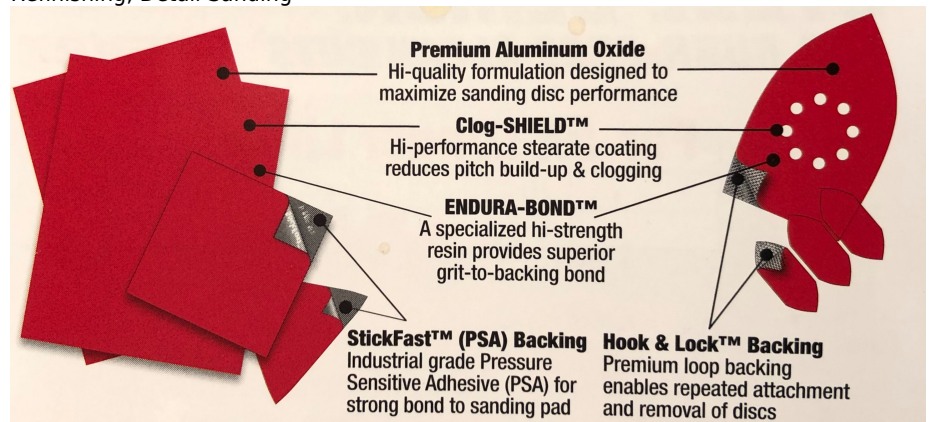 Refinishing, Detail Sanding
Premium Aluminum Oxide
Hi-quality formulation designed to
maximize sanding disc performance
Clog-SHIELD™
Hi-performance stearate coating
reduces pitch build-up & clogging
ENDURA-BOND™
A specialized hi-strength
resin provides superior
grit-to-backing bond
StickFast™ (PSA) Backing
Industrial grade Pressure
Sensitive Adhesive (PSA) for
strong bond to sanding pad
Hook & Lock™ Backing
Premium loop backing
enables repeated attachment
and removal of discs